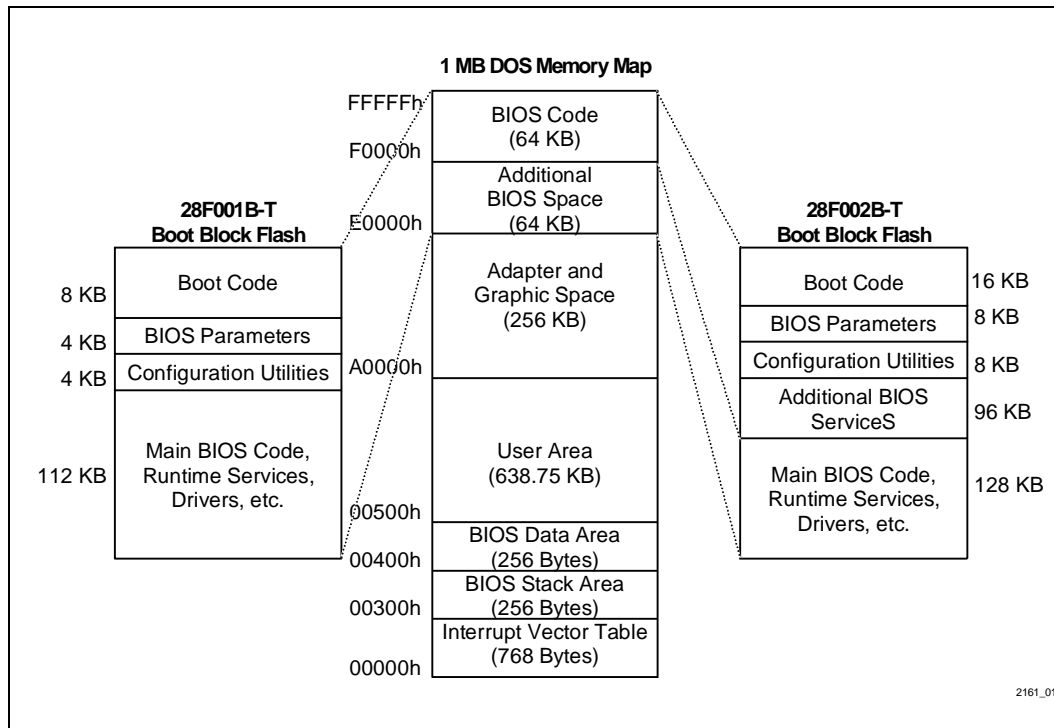 1 MB DOS Memory Map
FFFFFh
BIOS Code
(64 KB)
F0000h
Additional
BIOS Space
(64 KB)
E0000h
Adapter and
Graphic Space
(256 KB)
A0000h
User Area
(638.75 KB)
00500h
BIOS Data Area
(256 Bytes)
00400h
BIOS Stack Area
(256 Bytes)
00300h
Interrupt Vector Table
(768 Bytes)
00000h
28F001B-T
Boot Block Flash
Boot Code
8 KB
BIOS Parameters
4 KB
Configuration Utilities
4 KB
Main BIOS Code,
Runtime Services,
Drivers, etc.
112 KB
28F002B-T
Boot Block Flash
Boot Code
16 KB
BIOS Parameters
8 KB
Configuration Utilities
8 KB
Additional BIOS
ServiceS
96 KB
Main BIOS Code,
Runtime Services,
Drivers, etc.
128 KB
2161_01